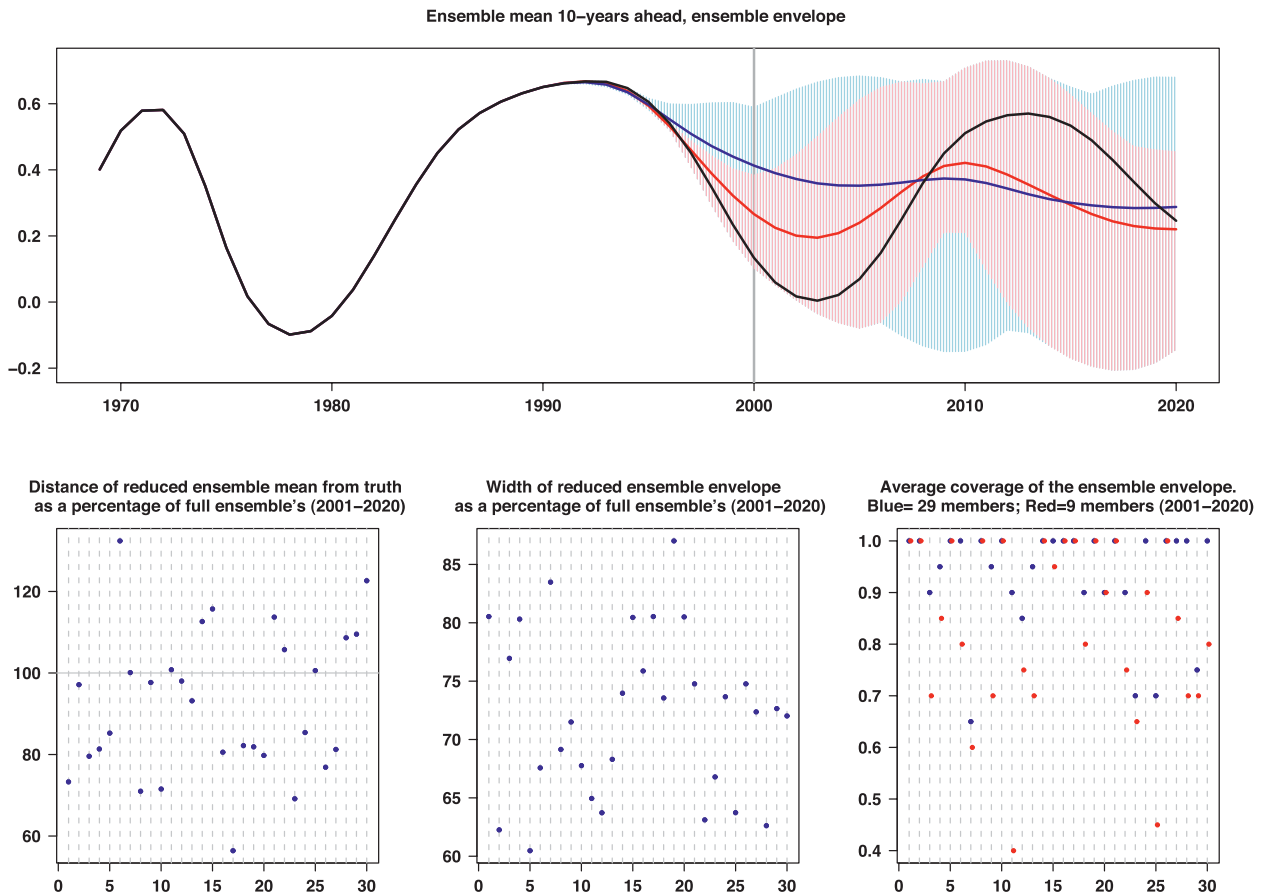 Ensemble mean 10−years ahead, ensemble envelope
0.6
0.4
0.2
0.0
−0.2
1970 1980 1990 2000 2010 2020
Distance of reduced ensemble mean from truth
as a percentage of full ensemble's (2001−2020)
120
100
80
60
0 5 10 15 20 25 30
Width of reduced ensemble envelope
as a percentage of full ensemble's (2001−2020)
85
80
75
70
65
60
0 5 10 15 20 25 30
Average coverage of the ensemble envelope.
Blue= 29 members; Red=9 members (2001−2020)
1.0
0.9
0.8
0.7
0.6
0.5
0.4
0 5 10 15 20 25 30